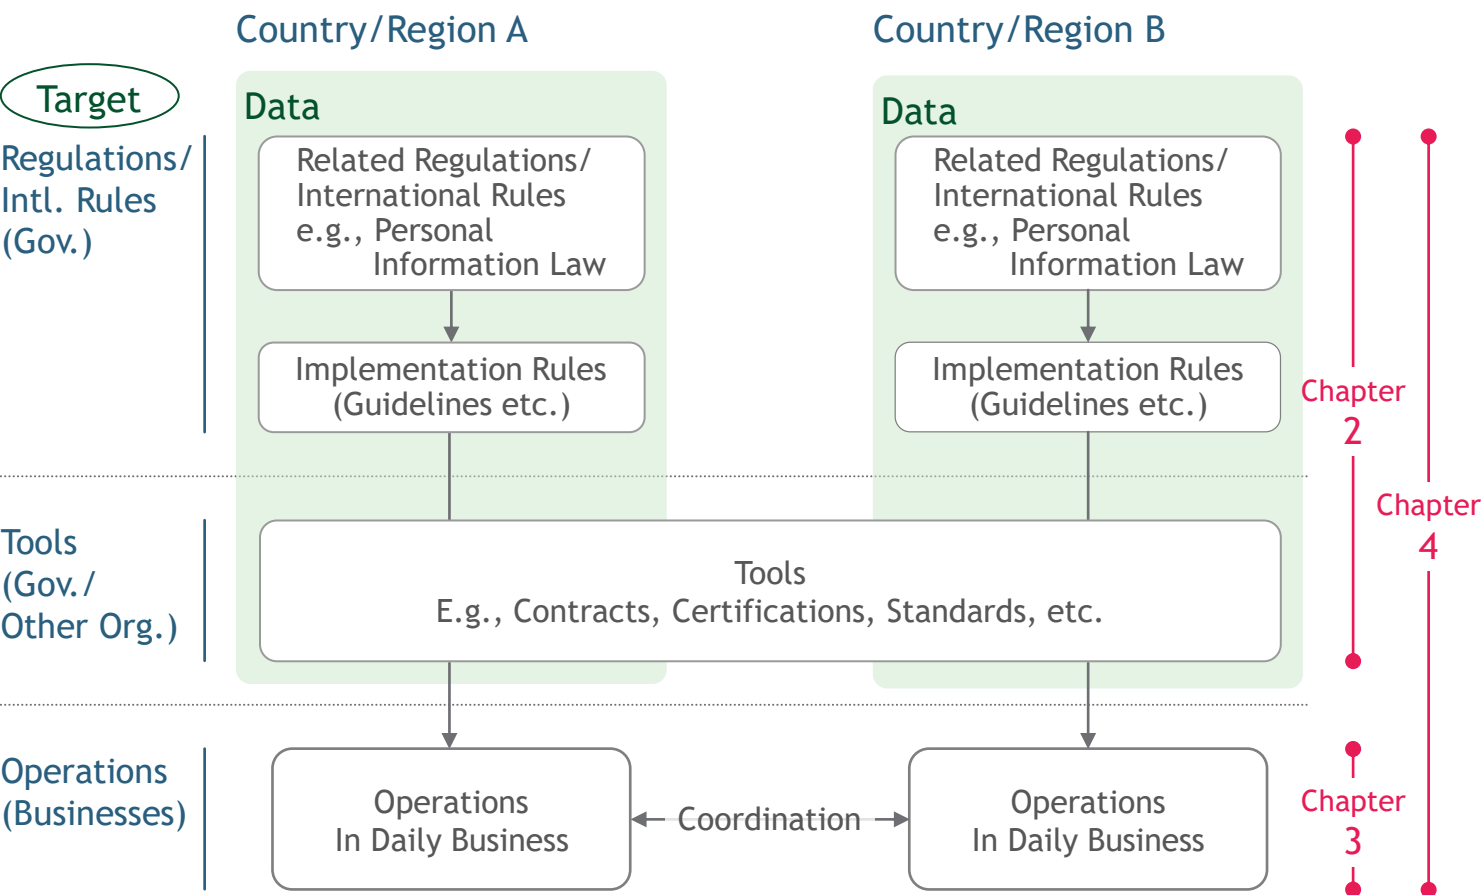 Country/Region A
Country/Region B
Target
Data
Data
Regulations/
Intl. Rules
(Gov.)
Related Regulations/
International Rules
e.g., Personal
Information Law
Related Regulations/
International Rules
e.g., Personal
Information Law
Implementation Rules
(Guidelines etc.)
Implementation Rules
(Guidelines etc.)
Chapter
2
Chapter
4
Tools
(Gov./
Other Org.)
Tools
E.g., Contracts, Certifications, Standards, etc.
Operations
(Businesses)
Operations
In Daily Business
Coordination
Operations
In Daily Business
Chapter
3